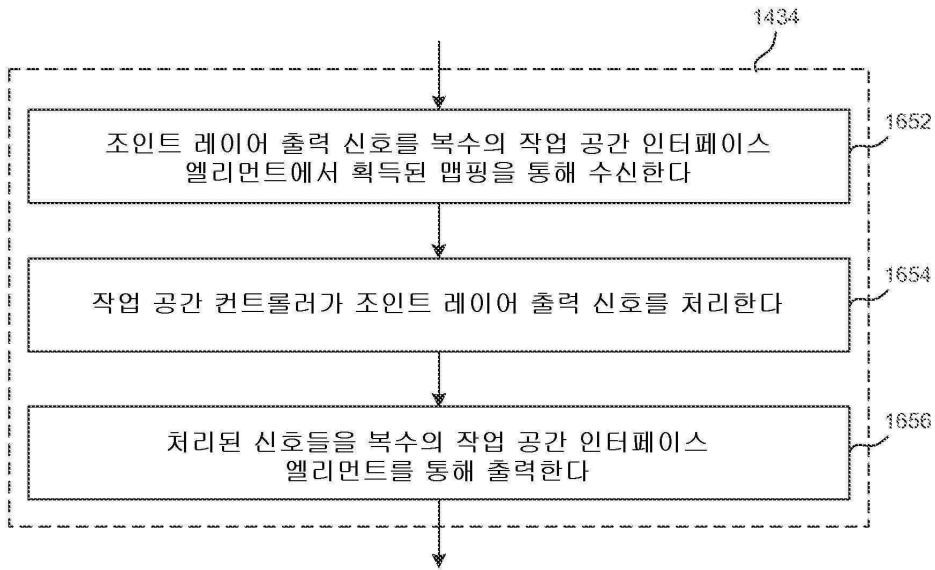 1434
조인트 레이어 출력 신호를 복수의 작업 공간 인터페이스
엘리먼트에서 획득된 맵핑을 통해 수신한다
1652
작업 공간 컨트롤러가 조인트 레이어 출력 신호를 처리한다
1654
처리된 신호들을 복수의 작업 공간 인터페이스
엘리먼트를 통해 출력한다
1656